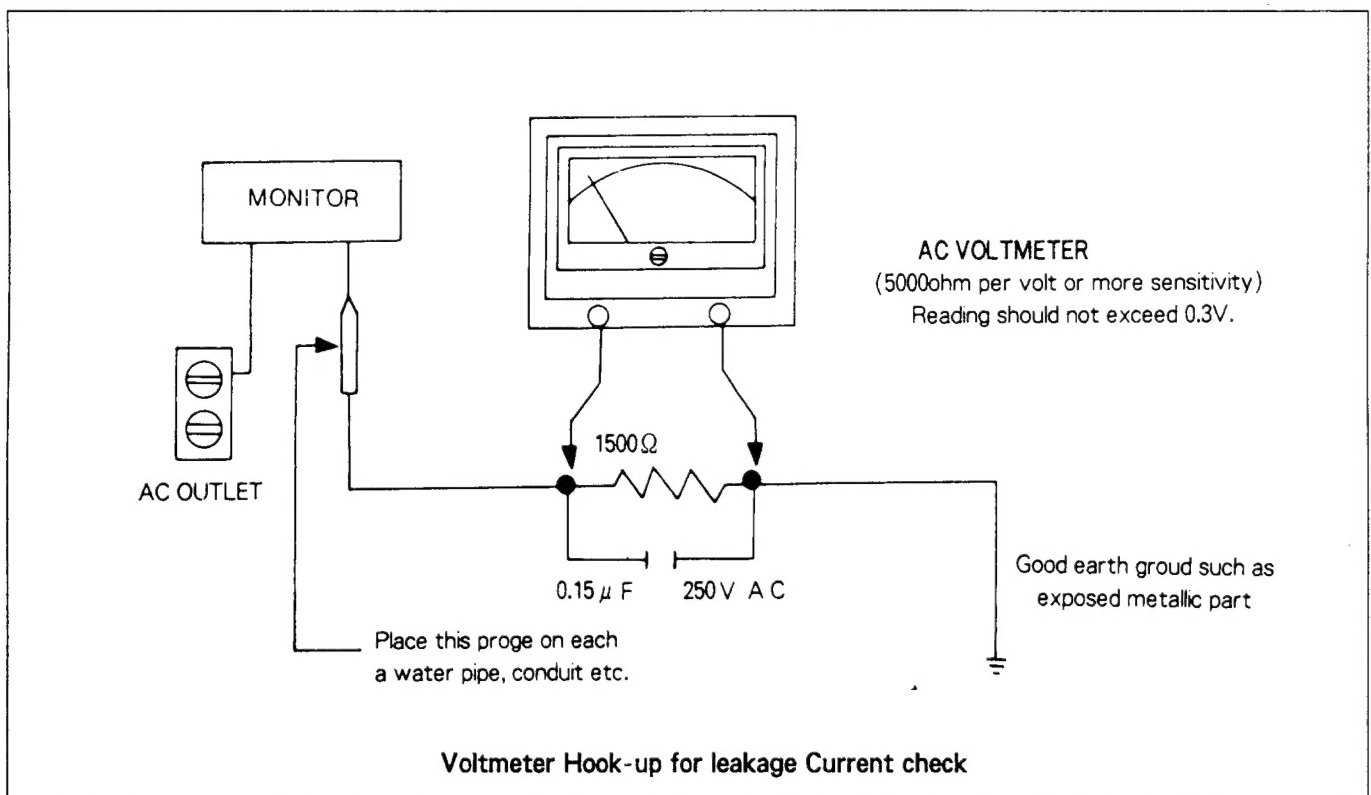 MONITOR
AC VOLTMETER
(5000ohm per volt or more sensitivity)
Reading should not exceed 0.3V.
AC OUTLET
1500Ω
0.15 μ F 250V AC
Good earth groud such as
exposed metallic part
Place this proge on each
a water pipe, conduit etc.
Voltmeter Hook-up for leakage Current check